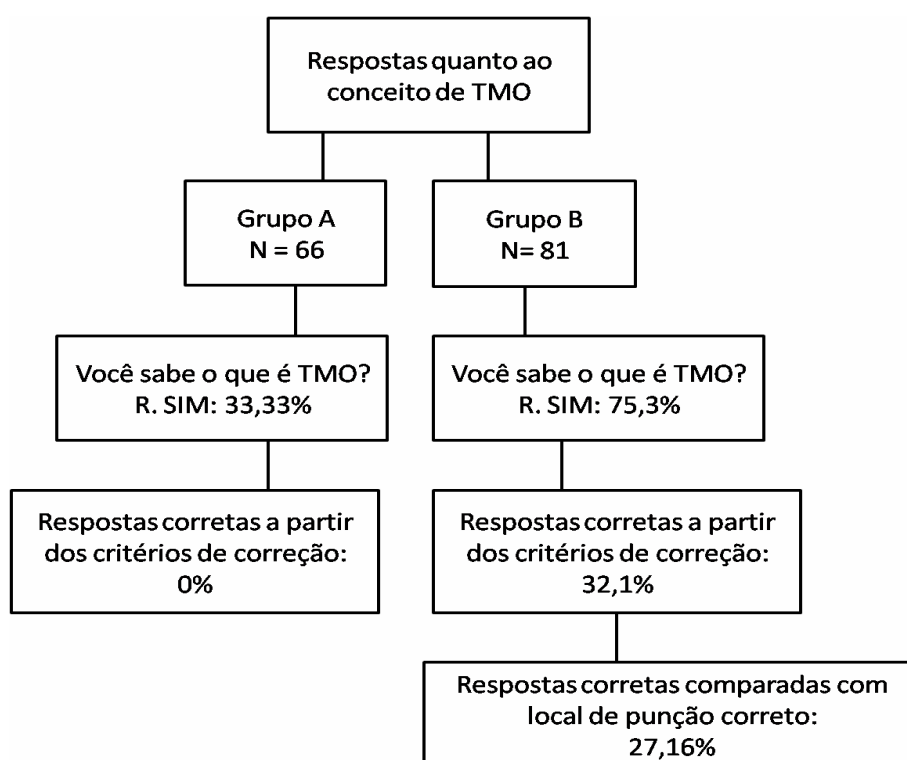 Respostas quanto ao
conceito de TMO
Grupo A
N = 66
Grupo B
N= 81
Você sabe o que é TMO?
R. SIM: 33,33%
Você sabe o que é TMO?
R. SIM: 75,3%
Respostas corretas a partir
dos critérios de correção:
0%
Respostas corretas a partir
dos critérios de correção:
32,1%
Respostas corretas comparadas com
local de punção correto:
27,16%